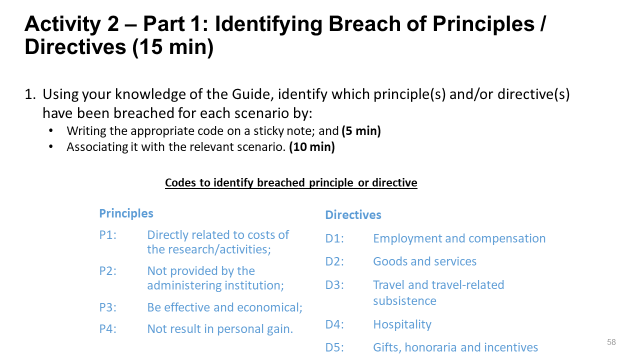 Activity 2 – Part 1: Identifying Breach of Principles /
Directives (15 min)
1. Using your knowledge of the Guide, identify which principle(s) and/or directive(s)
have been breached for each scenario by:
• Writing the appropriate code on a sticky note; and (5 min)
• Associating it with the relevant scenario. (10 min)
Codes to identify breached principle or directive
Principles
P1: Directly related to costs of
the research/activities;
P2: Not provided by the
administering institution;
P3: Be effective and economical;
P4: Not result in personal gain.
Directives
D1: Employment and compensation
D2: Goods and services
D3: Travel and travel-related
subsistence
D4: Hospitality
D5: Gifts, honoraria and incentives
58